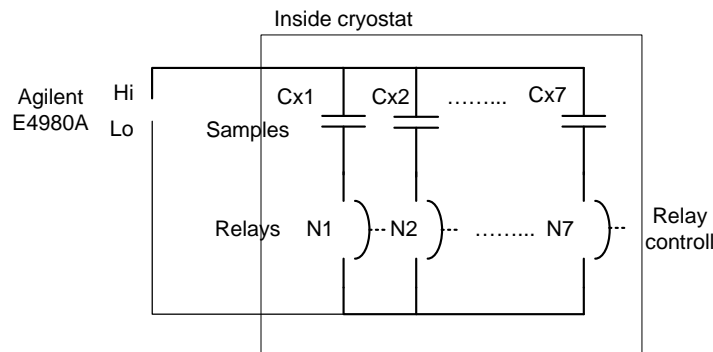 Inside cryostat
Agilent
E4980A
Hi
Lo
Cx1 Cx2 ……... Cx7
Samples
Relays N1 N2 ……... N7
Relay
controll